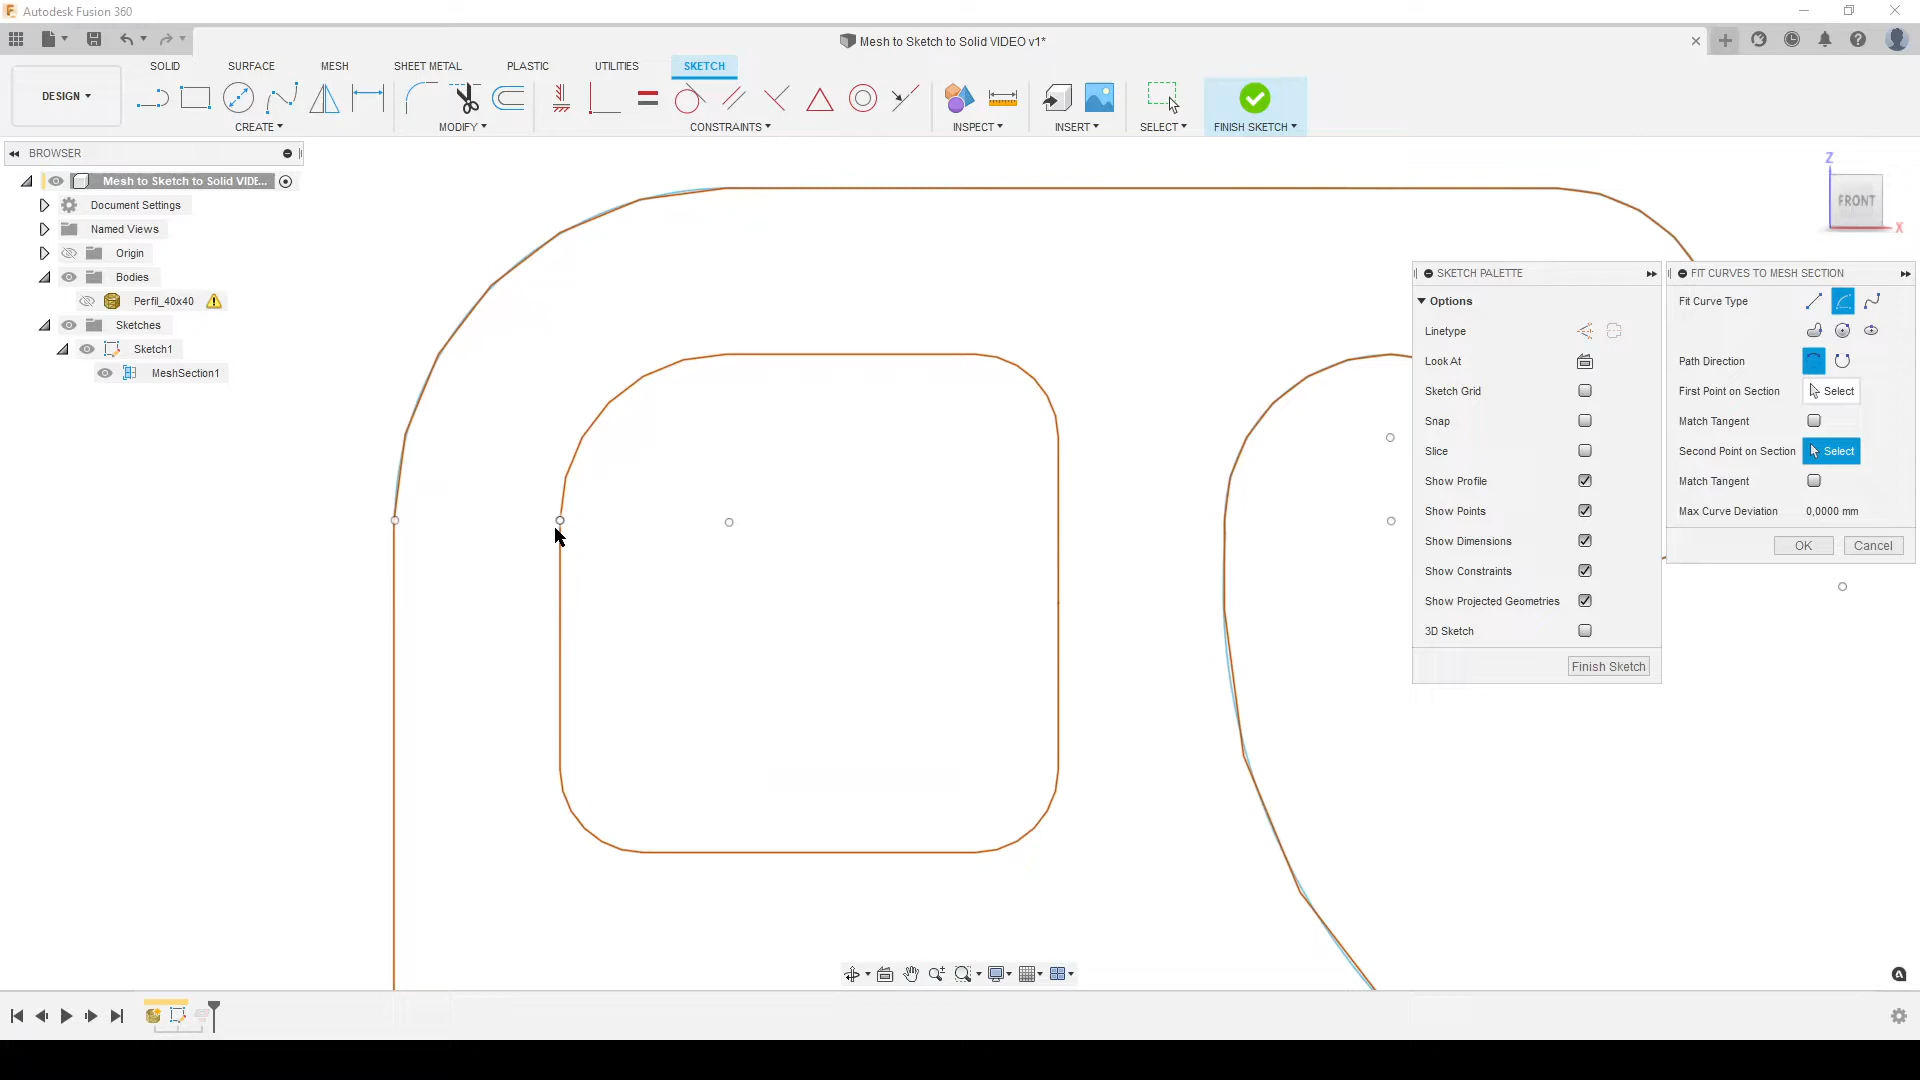 Autodesk Fusion 360
Mesh to Sketch to Solid VIDEO v1*
DESIGN
SOLID SURFACE MESH SHEET METAL PLASTIC UTILITIES SKETCH
CREATE MODIFY CONSTRAINTS INSPECT INSERT SELECT FINISH SKETCH
BROWSER
Mesh to Sketch to Solid VIDE...
Document Settings
Named Views
Origin
Bodies
Perfil_40x40
Sketches
Sketch1
MeshSection1
Z
FRONT
X
SKETCH PALETTE
Options
Linetype
Look At
Sketch Grid
Snap
Slice
Show Profile
Show Points
Show Dimensions
Show Constraints
Show Projected Geometries
3D Sketch
Finish Sketch
FIT CURVES TO MESH SECTION
Fit Curve Type
Path Direction
First Point on Section Select
Match Tangent
Second Point on Section Select
Match Tangent
Max Curve Deviation 0,0000 mm
OK Cancel